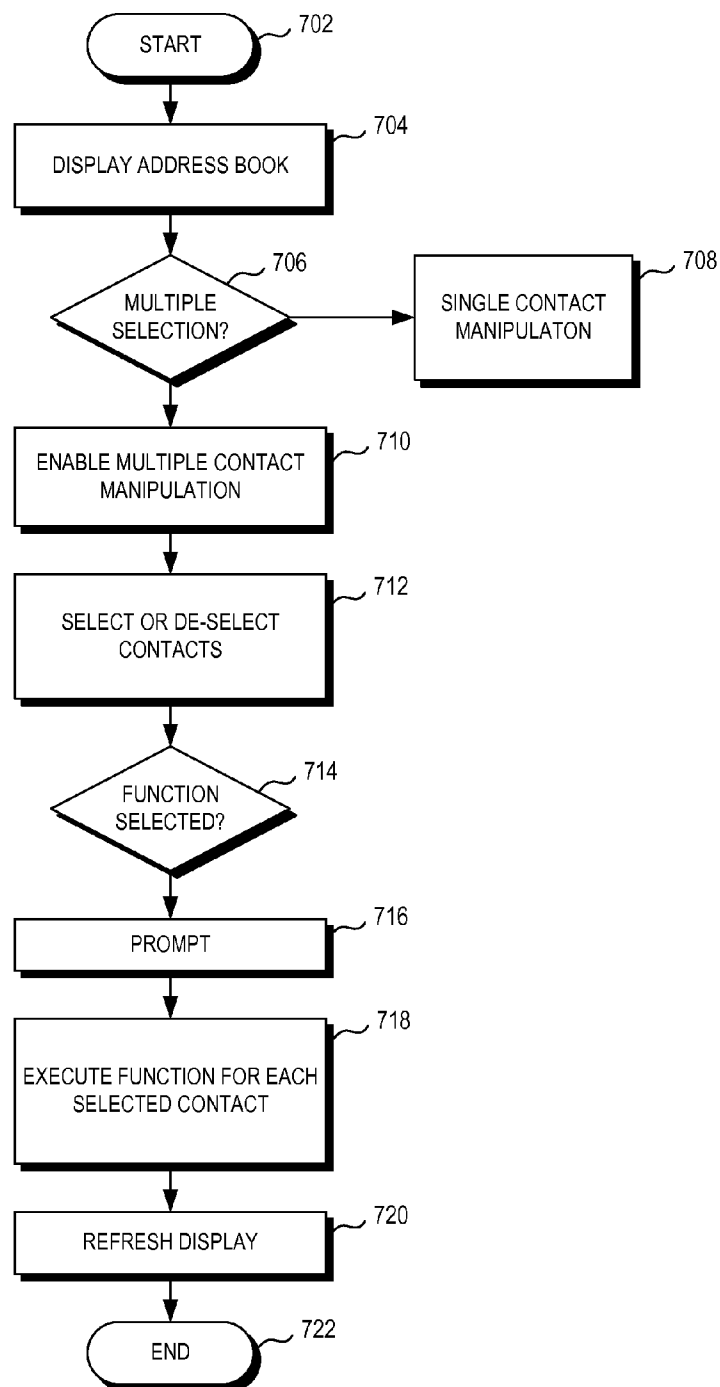 START
702
704
DISPLAY ADDRESS BOOK
706
MULTIPLE
SELECTION?
708
SINGLE CONTACT
MANIPULATON
710
ENABLE MULTIPLE CONTACT
MANIPULATION
712
SELECT OR DE-SELECT
CONTACTS
714
FUNCTION
SELECTED?
716
PROMPT
718
EXECUTE FUNCTION FOR EACH
SELECTED CONTACT
720
REFRESH DISPLAY
722
END